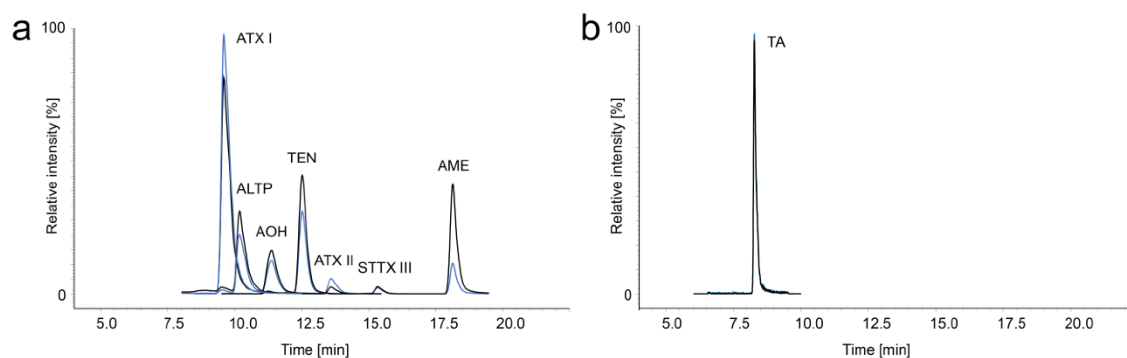 a
100
Relative intensity [%]
0
ATX I
ALTP
AOH
TEN
ATX II
STTX III
AME
5.0 7.5 10.0 12.5 15.0 17.5 20.0
Time [min]
b
100
Relative intensity [%]
0
TA
5.0 7.5 10.0 12.5 15.0 17.5 20.0
Time [min]